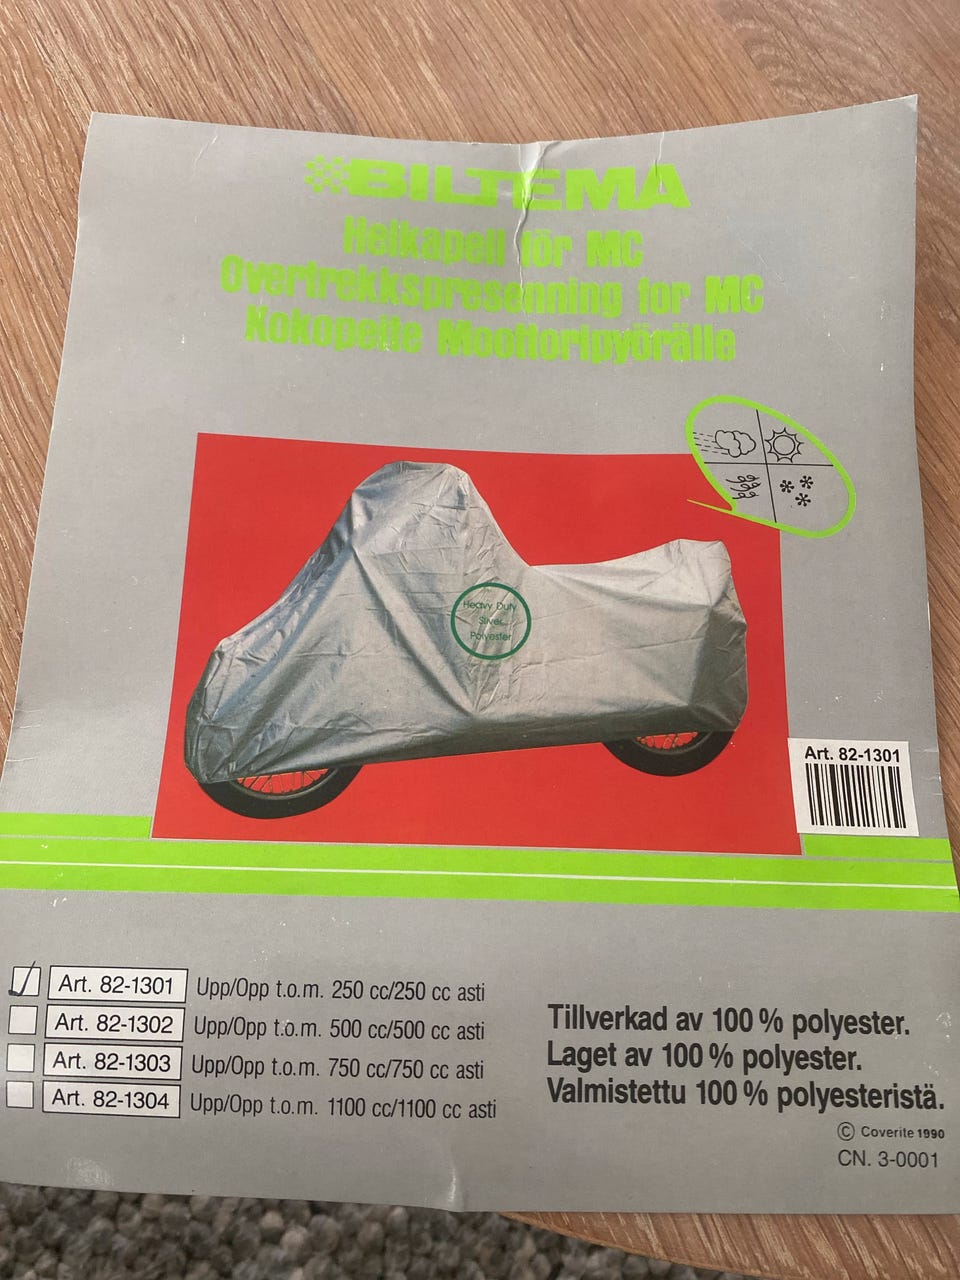 BILTEMA
Helkapell för MC
Overtrekkspresenning for MC
Kokopeite Moottoripyörälle
Heavy Duty
Silver
Polyester
Art. 82-1301
Art. 82-1301 Upp/Opp t.o.m. 250 cc/250 cc asti
Art. 82-1302 Upp/Opp t.o.m. 500 cc/500 cc asti
Art. 82-1303 Upp/Opp t.o.m. 750 cc/750 cc asti
Art. 82-1304 Upp/Opp t.o.m. 1100 cc/1100 cc asti
Tillverkad av 100 % polyester.
Laget av 100 % polyester.
Valmistettu 100 % polyesteristä.
© Coverite 1990
CN. 3-0001